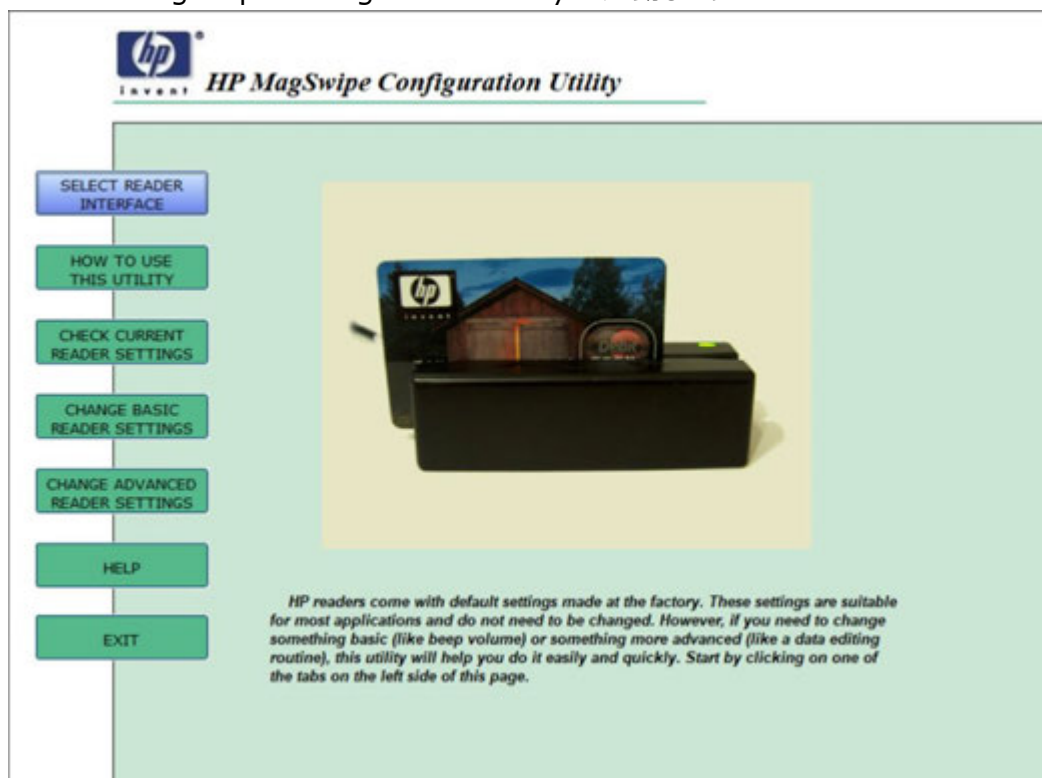 hp
invent
HP MagSwipe Configuration Utility
SELECT READER
INTERFACE
HOW TO USE
THIS UTILITY
CHECK CURRENT
READER SETTINGS
CHANGE BASIC
READER SETTINGS
CHANGE ADVANCED
READER SETTINGS
HELP
EXIT
hp
invent
HP readers come with default settings made at the factory. These settings are suitable
for most applications and do not need to be changed. However, if you need to change
something basic (like beep volume) or something more advanced (like a data editing
routine), this utility will help you do it easily and quickly. Start by clicking on one of
the tabs on the left side of this page.